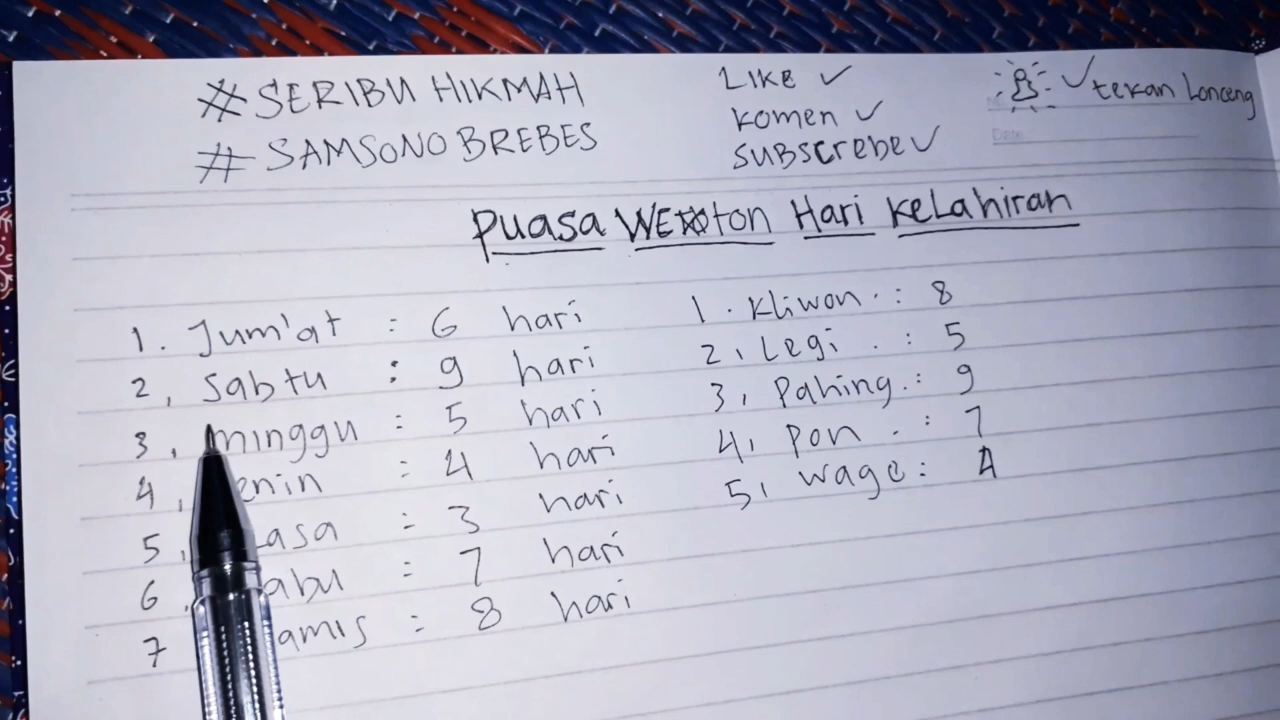 #SERIBU HIKMAH
#SAMSONO BREBES
LIKE ✓
KOMEN ✓
SUBSCREBE ✓
✓ tekan Lonceng
Date
Puasa WETON Hari KeLahiran
1. Jum'at : 6 hari
2, Sabtu : 9 hari
3, minggu : 5 hari
4, enin : 4 hari
5, asa : 3 hari
6, abu : 7 hari
7 amis : 8 hari
1. Kliwon : 8
2, Legi : 5
3, Pahing : 9
4, Pon : 7
5, wage : 4